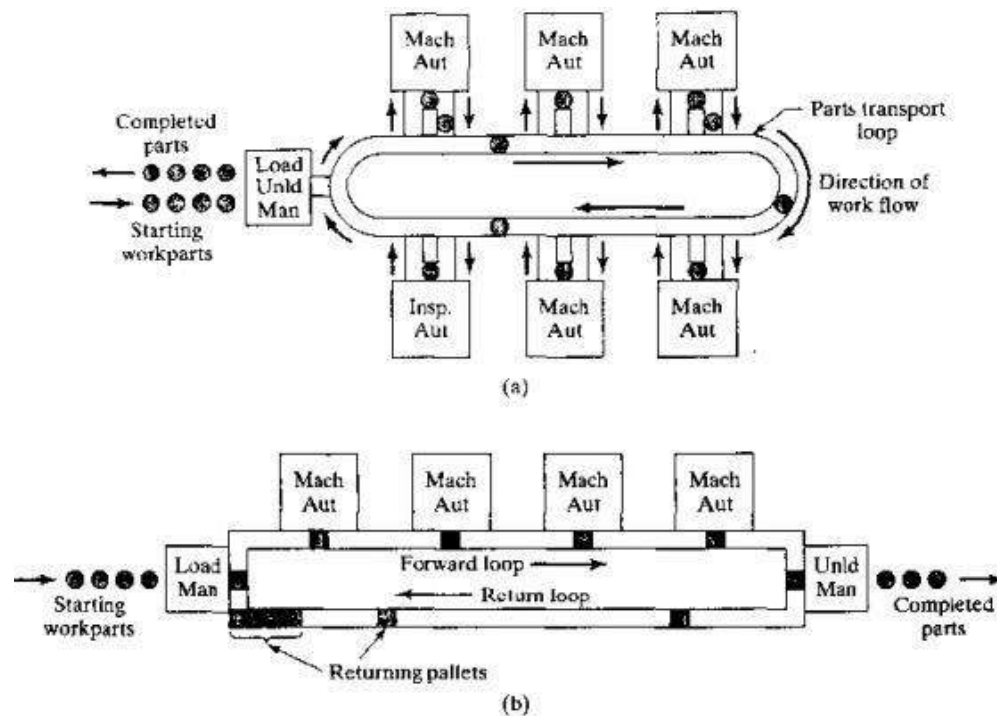 Mach
Aut
Mach
Aut
Mach
Aut
Parts transport
loop
Completed
parts
Load
Unld
Man
Direction of
work flow
Starting
workparts
Insp.
Aut
Mach
Aut
Mach
Aut
(a)
Mach
Aut
Mach
Aut
Mach
Aut
Mach
Aut
Load
Man
Forward loop
Return loop
Unld
Man
Starting
workparts
Completed
parts
Returning pallets
(b)